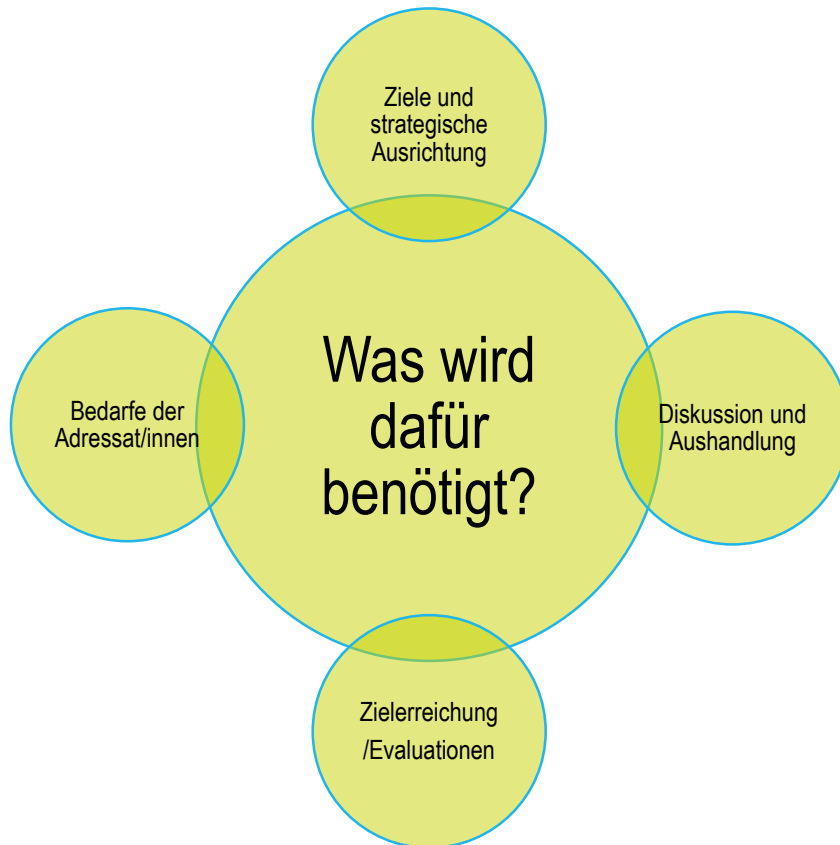 Ziele und
strategische
Ausrichtung
Was wird
dafür
benötigt?
Bedarfe der
Adressat/innen
Diskussion und
Aushandlung
Zielerreichung
/Evaluationen